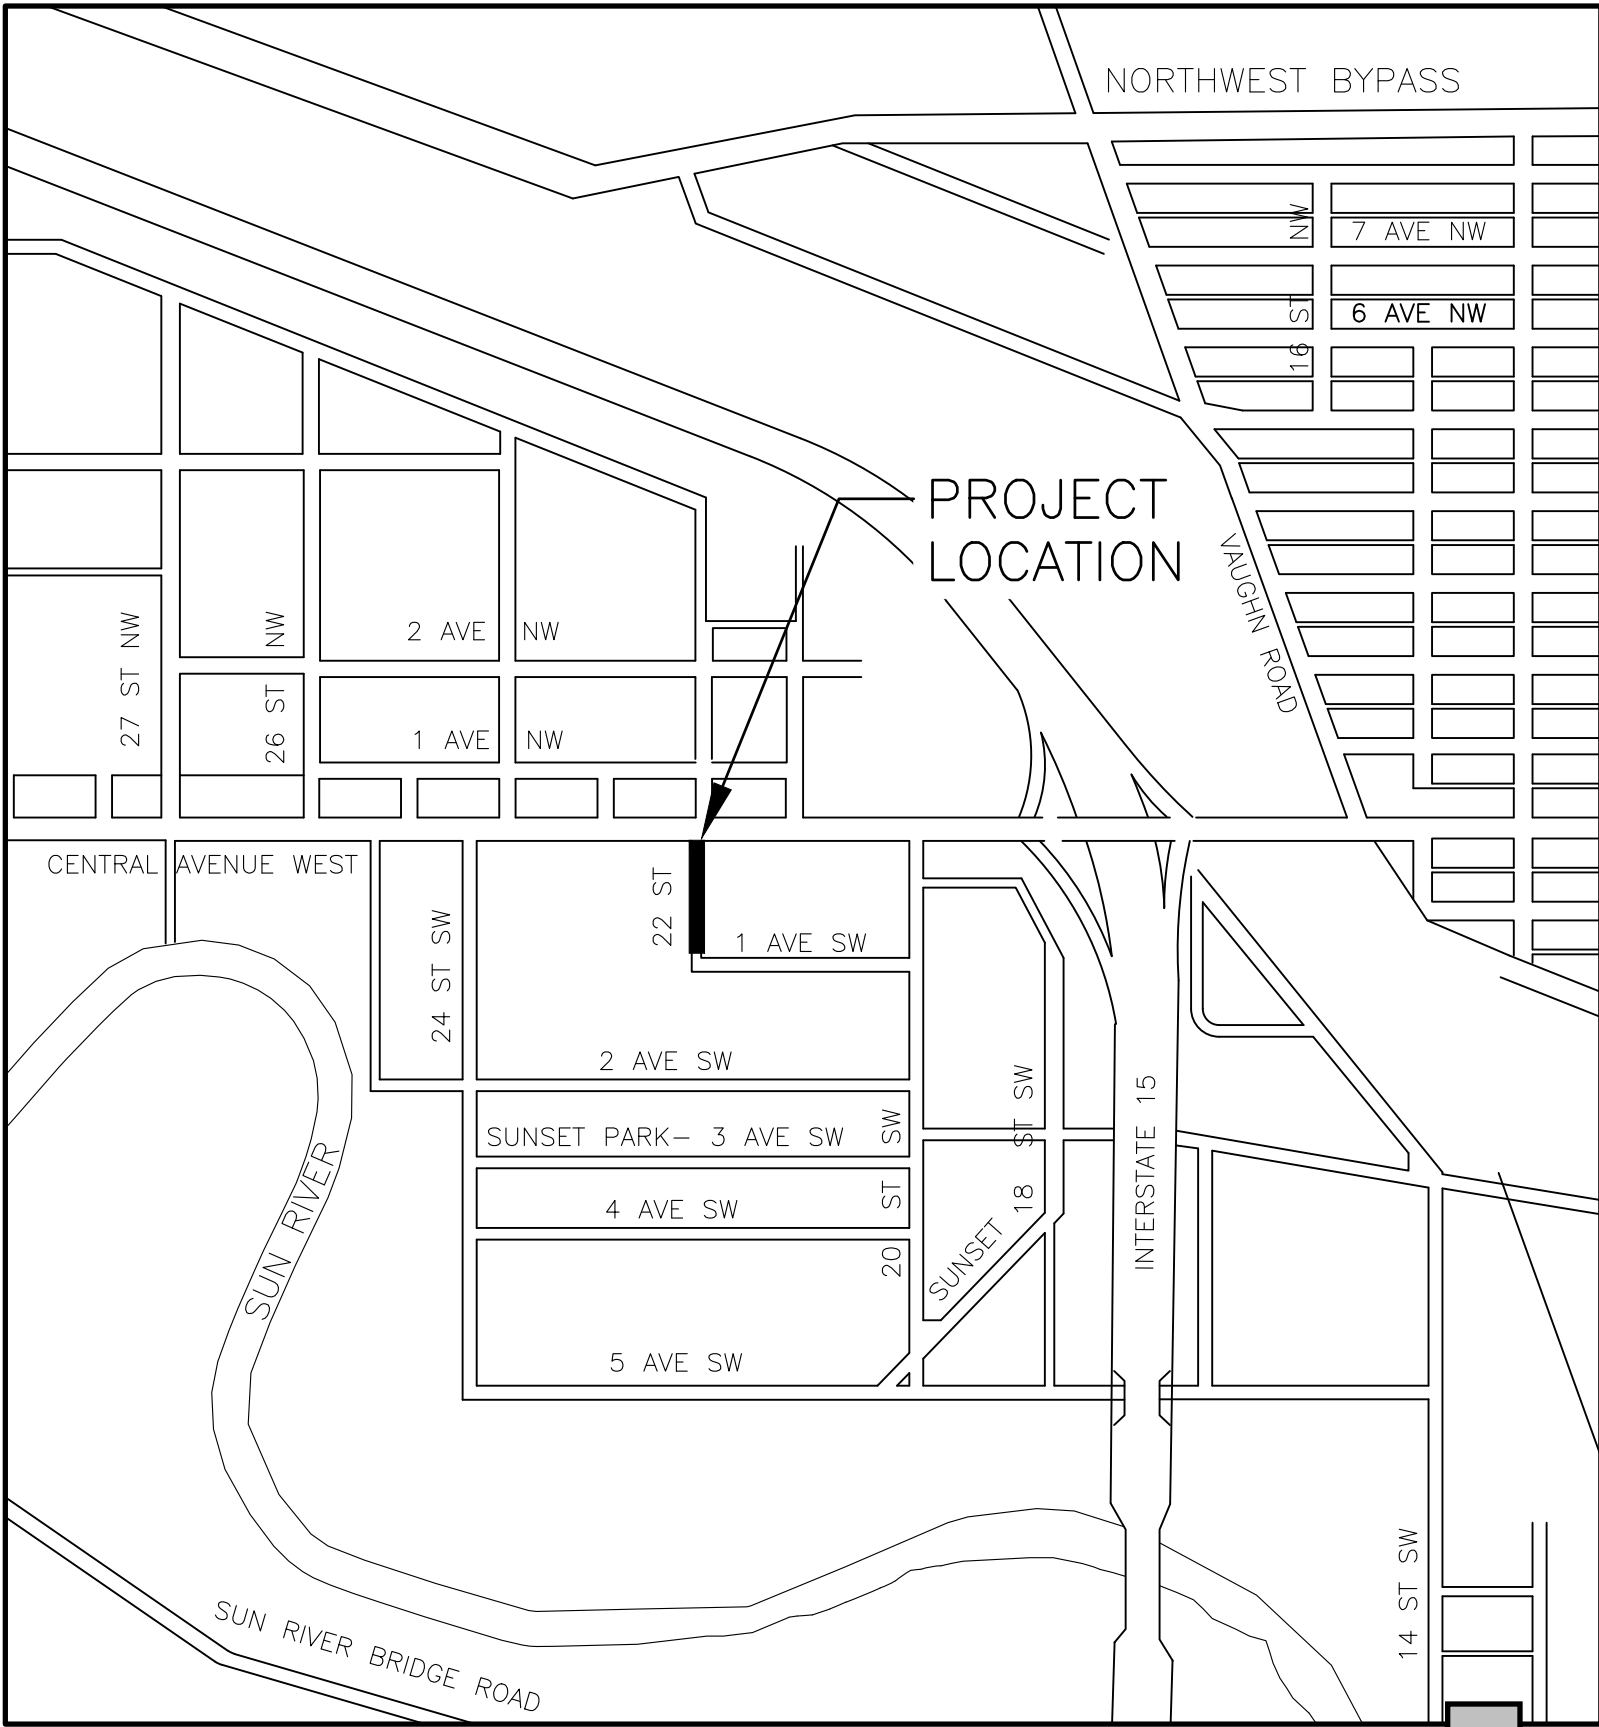 NORTHWEST BYPASS
7 AVE NW
16 ST NW
6 AVE NW
PROJECT
LOCATION
VAUGHN ROAD
27 ST NW
26 ST NW
2 AVE NW
1 AVE NW
CENTRAL AVENUE WEST
22 ST
24 ST SW
1 AVE SW
2 AVE SW
SUNSET PARK- 3 AVE SW
20 ST SW
18 ST SW
INTERSTATE 15
SUN RIVER
4 AVE SW
SUNSET
5 AVE SW
14 ST SW
SUN RIVER BRIDGE ROAD